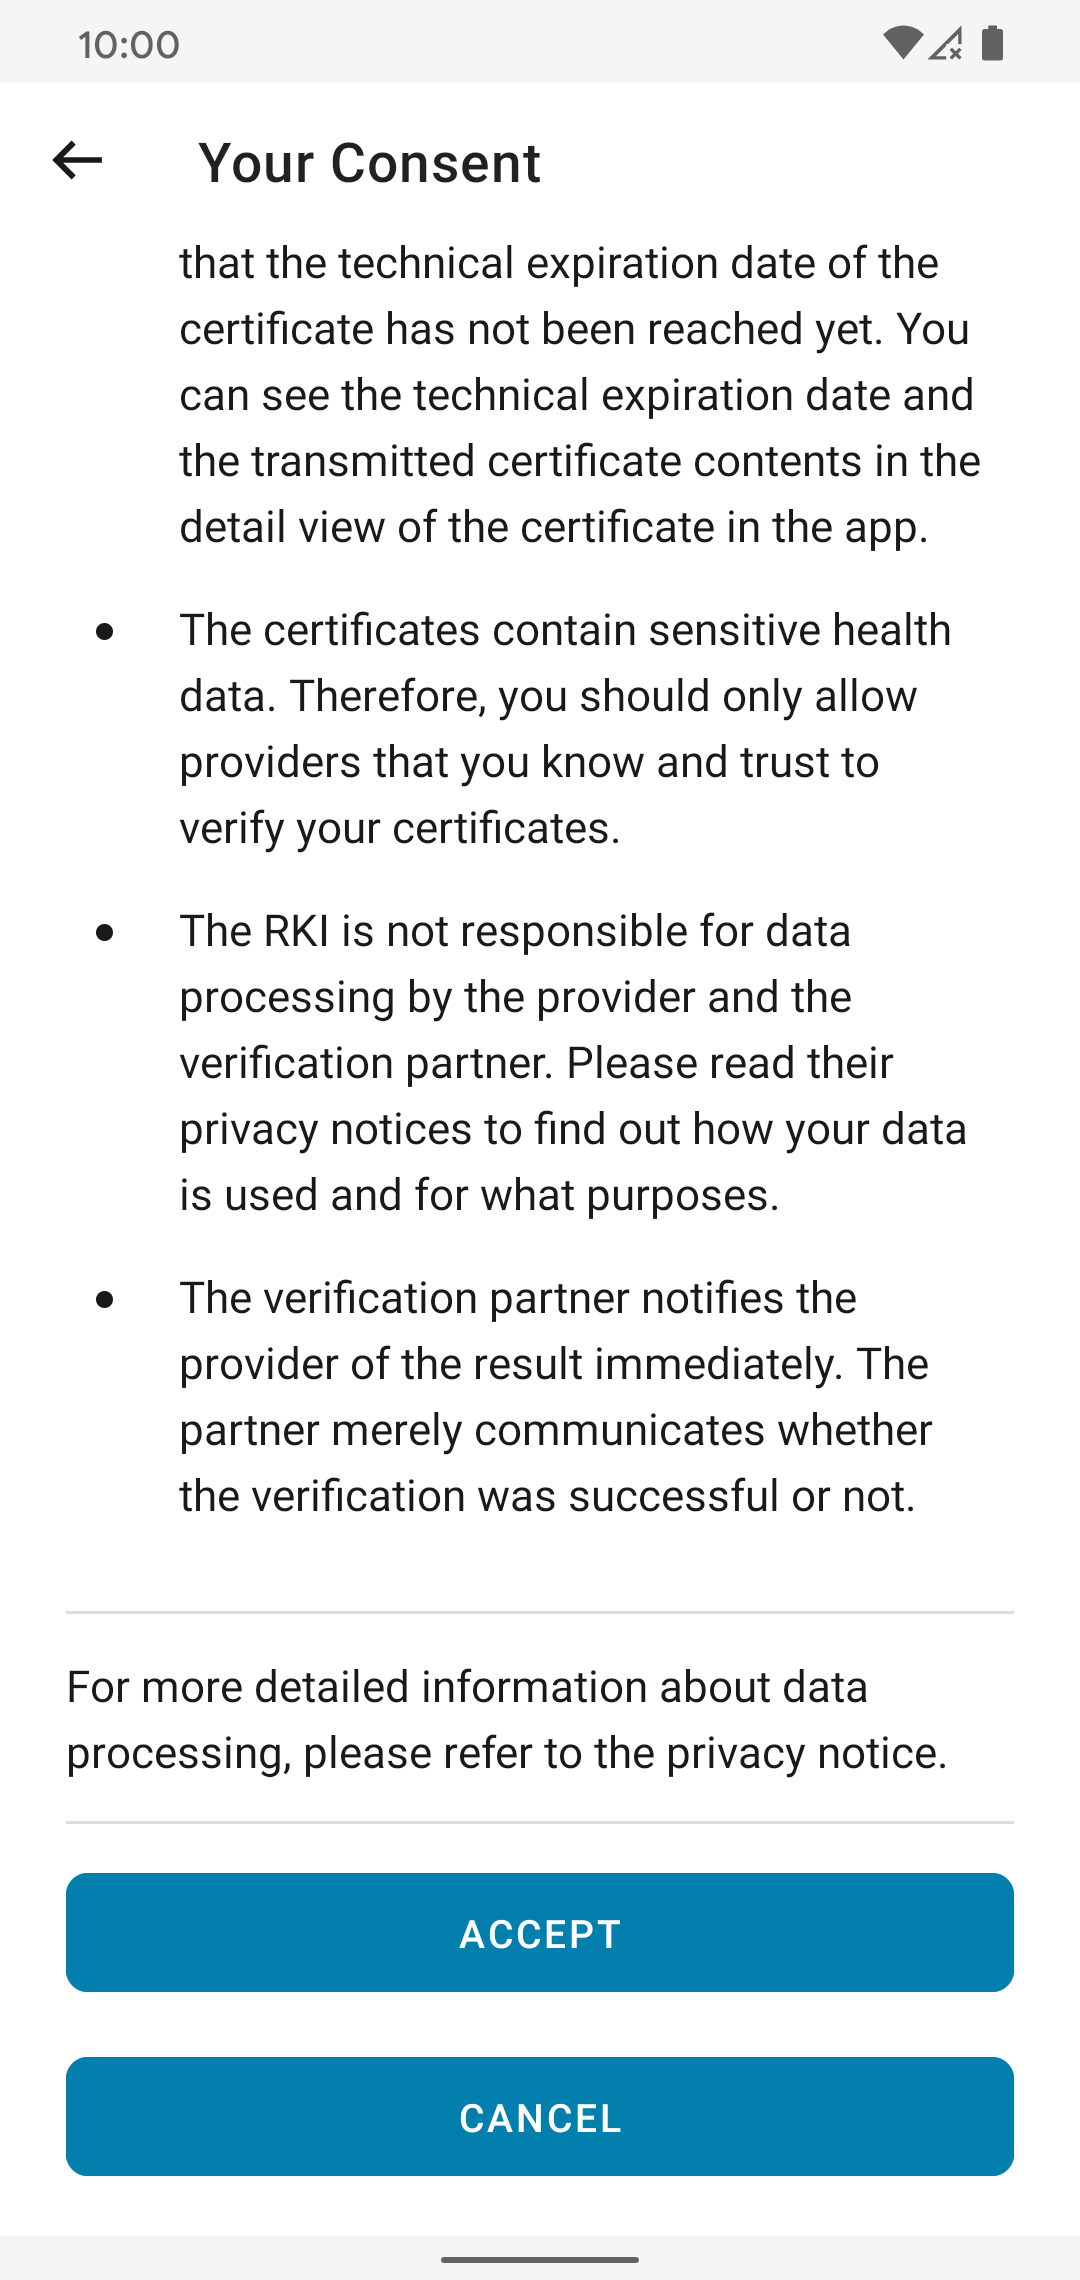 10:00
Your Consent
that the technical expiration date of the
certificate has not been reached yet. You
can see the technical expiration date and
the transmitted certificate contents in the
detail view of the certificate in the app.
The certificates contain sensitive health
data. Therefore, you should only allow
providers that you know and trust to
verify your certificates.
The RKI is not responsible for data
processing by the provider and the
verification partner. Please read their
privacy notices to find out how your data
is used and for what purposes.
The verification partner notifies the
provider of the result immediately. The
partner merely communicates whether
the verification was successful or not.
For more detailed information about data
processing, please refer to the privacy notice.
ACCEPT
CANCEL